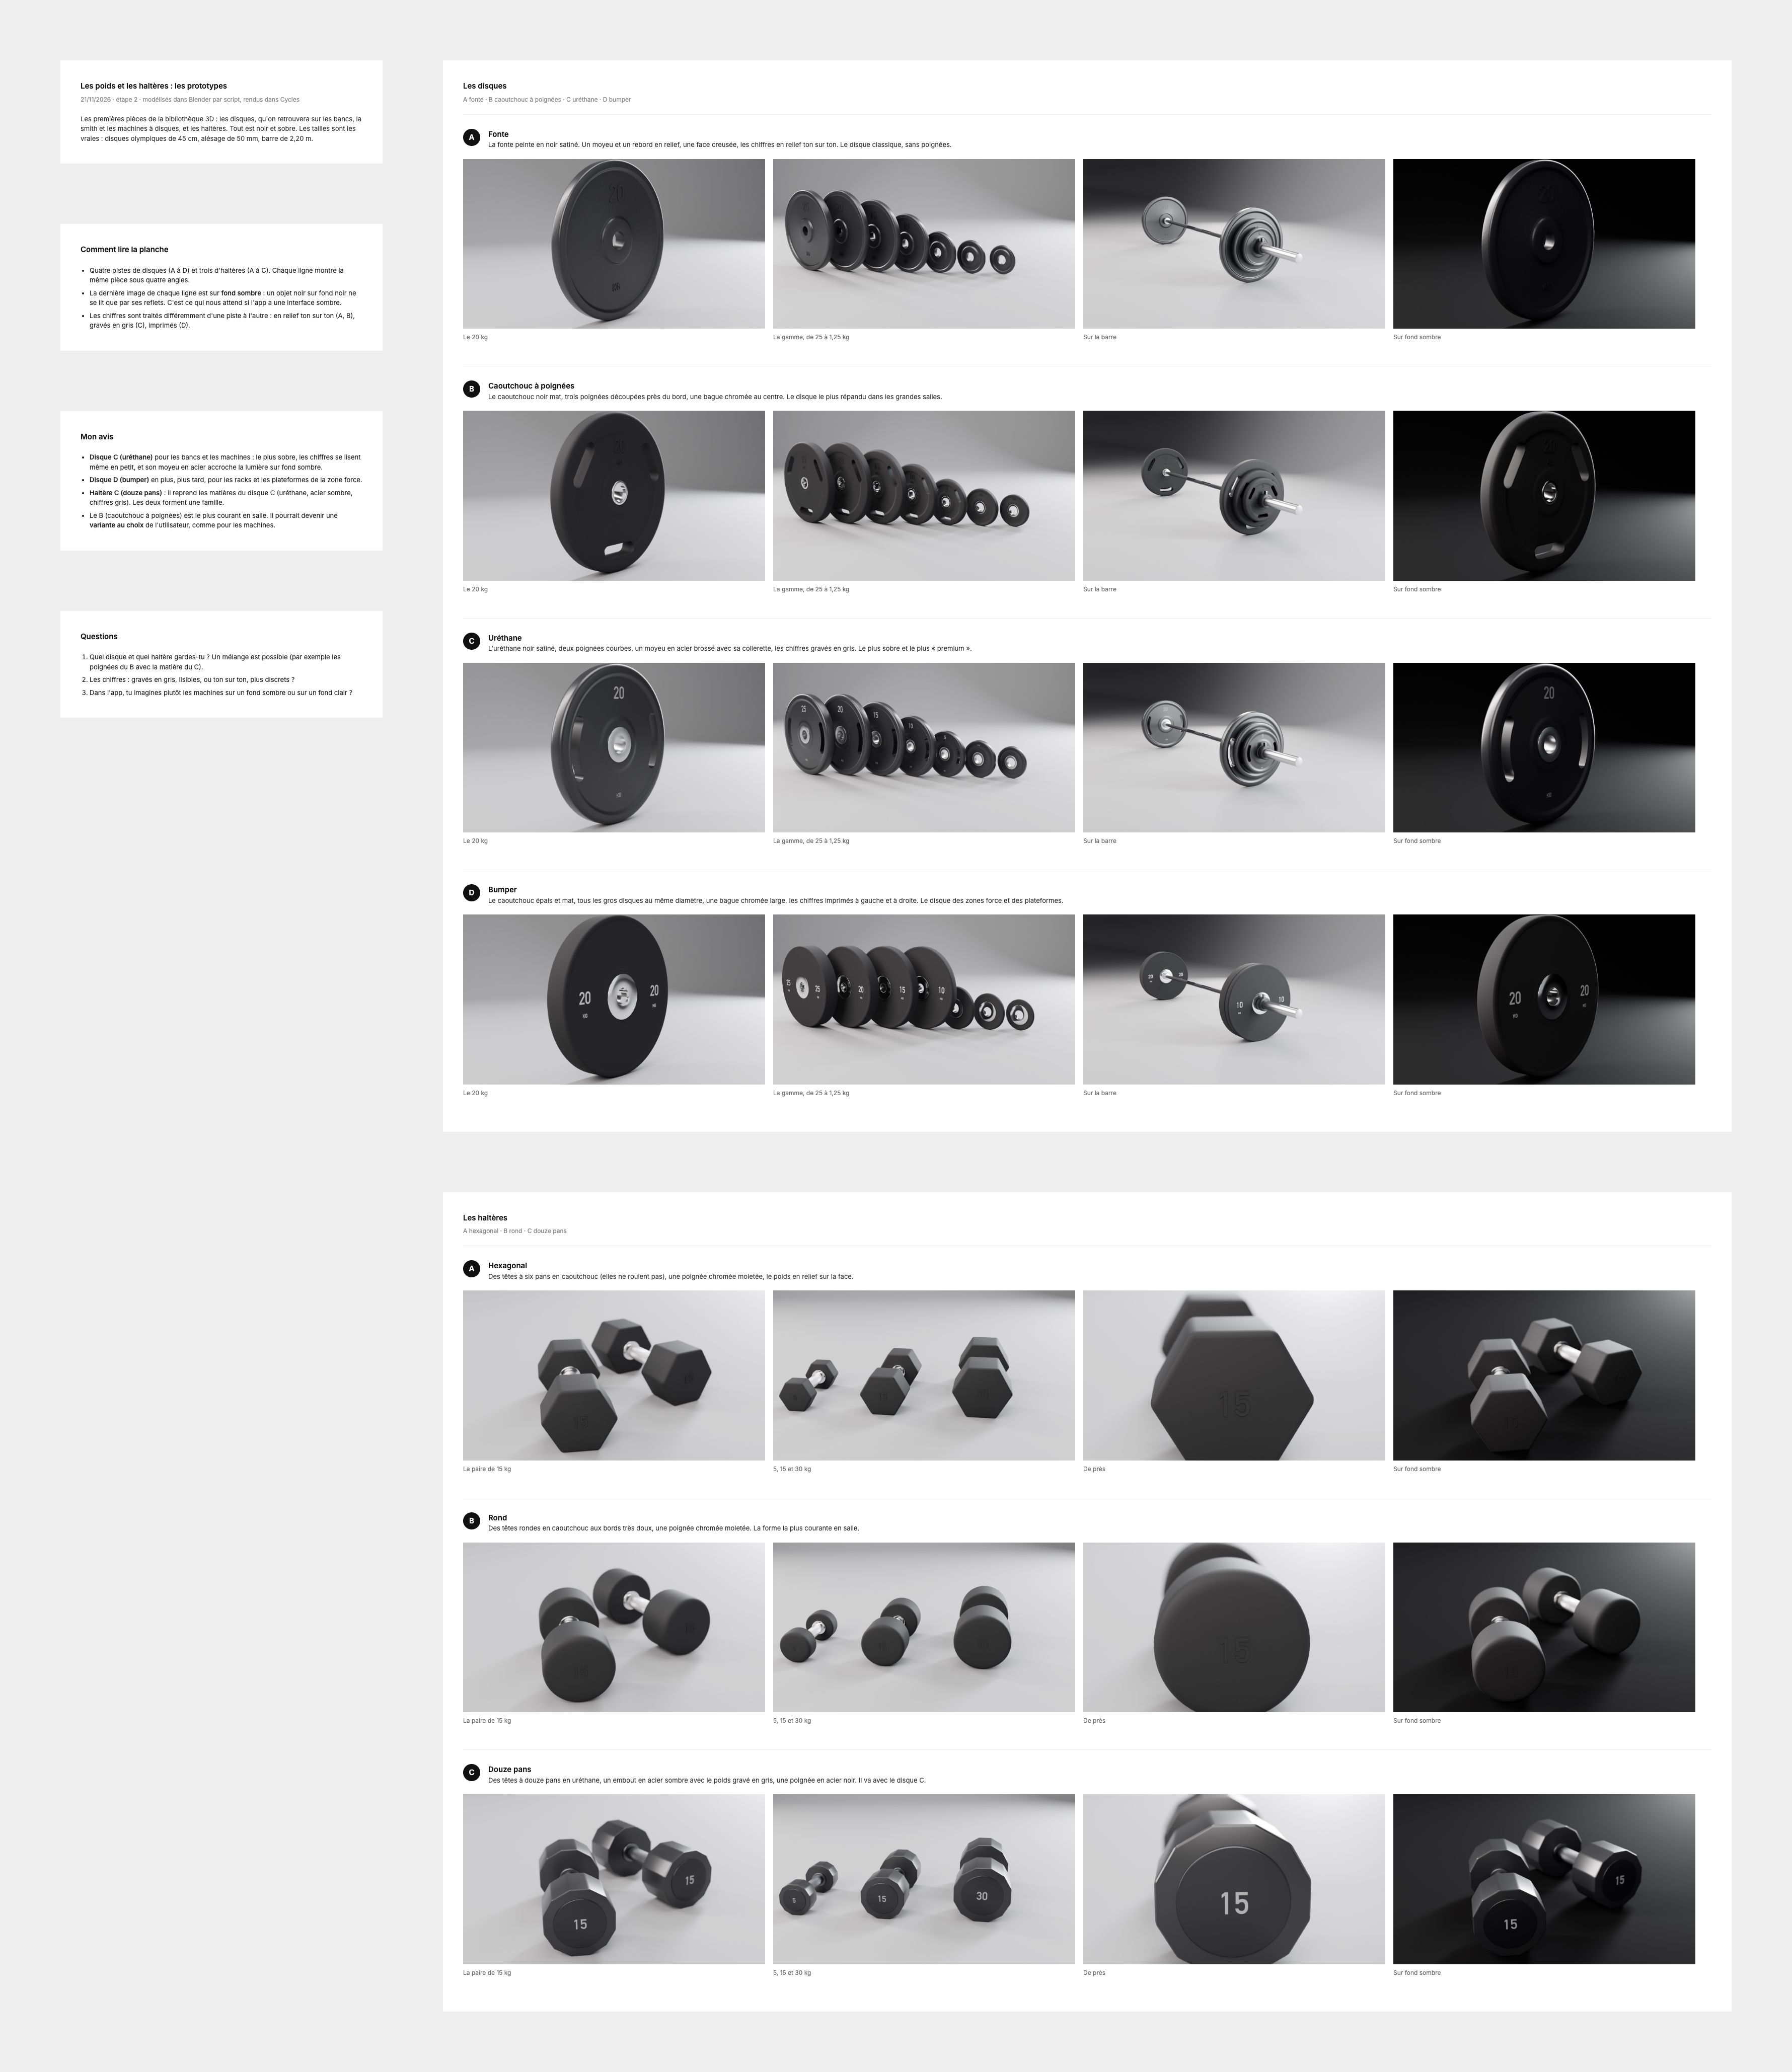 Les poids et les haltères : les prototypes
21/11/2026 · étape 2 · modélisés dans Blender par script, rendus dans Cycles
Les premières pièces de la bibliothèque 3D : les disques, qu'on retrouvera sur les bancs, la
smith et les machines à disques, et les haltères. Tout est noir et sobre. Les tailles sont les
vraies : disques olympiques de 45 cm, alésage de 50 mm, barre de 2,20 m.
Comment lire la planche
• Quatre pistes de disques (A à D) et trois d'haltères (A à C). Chaque ligne montre la
même pièce sous quatre angles.
• La dernière image de chaque ligne est sur fond sombre : un objet noir sur fond noir ne
se lit que par ses reflets. C'est ce qui nous attend si l'app a une interface sombre.
• Les chiffres sont traités différemment d'une piste à l'autre : en relief ton sur ton (A, B),
gravés en gris (C), imprimés (D).
Mon avis
• Disque C (uréthane) pour les bancs et les machines : le plus sobre, les chiffres se lisent
même en petit, et son moyeu en acier accroche la lumière sur fond sombre.
• Disque D (bumper) en plus, plus tard, pour les racks et les plateformes de la zone force.
• Haltère C (douze pans) : il reprend les matières du disque C (uréthane, acier sombre,
chiffres gris). Les deux forment une famille.
• Le B (caoutchouc à poignées) est le plus courant en salle. Il pourrait devenir une
variante au choix de l'utilisateur, comme pour les machines.
Questions
1. Quel disque et quel haltère gardes-tu ? Un mélange est possible (par exemple les
poignées du B avec la matière du C).
2. Les chiffres : gravés en gris, lisibles, ou ton sur ton, plus discrets ?
3. Dans l'app, tu imagines plutôt les machines sur un fond sombre ou sur un fond clair ?
Les disques
A fonte · B caoutchouc à poignées · C uréthane · D bumper
A
Fonte
La fonte peinte en noir satiné. Un moyeu et un rebord en relief, une face creusée, les chiffres en relief ton sur ton. Le disque classique, sans poignées.
20
Le 20 kg
La gamme, de 25 à 1,25 kg
Sur la barre
Sur fond sombre
B
Caoutchouc à poignées
Le caoutchouc noir mat, trois poignées découpées près du bord, une bague chromée au centre. Le disque le plus répandu dans les grandes salles.
Le 20 kg
La gamme, de 25 à 1,25 kg
Sur la barre
Sur fond sombre
C
Uréthane
L'uréthane noir satiné, deux poignées courbes, un moyeu en acier brossé avec sa collerette, les chiffres gravés en gris. Le plus sobre et le plus « premium ».
20
25 20 15 10
20
Le 20 kg
La gamme, de 25 à 1,25 kg
Sur la barre
Sur fond sombre
D
Bumper
Le caoutchouc épais et mat, tous les gros disques au même diamètre, une bague chromée large, les chiffres imprimés à gauche et à droite. Le disque des zones force et des plateformes.
20 20
25 25 20 15 10
10 10
20 20
Le 20 kg
La gamme, de 25 à 1,25 kg
Sur la barre
Sur fond sombre
Les haltères
A hexagonal · B rond · C douze pans
A
Hexagonal
Des têtes à six pans en caoutchouc (elles ne roulent pas), une poignée chromée moletée, le poids en relief sur la face.
15
La paire de 15 kg
5, 15 et 30 kg
De près
Sur fond sombre
B
Rond
Des têtes rondes en caoutchouc aux bords très doux, une poignée chromée moletée. La forme la plus courante en salle.
15
La paire de 15 kg
5, 15 et 30 kg
De près
Sur fond sombre
C
Douze pans
Des têtes à douze pans en uréthane, un embout en acier sombre avec le poids gravé en gris, une poignée en acier noir. Il va avec le disque C.
15 15
5 15 30
15
15 15
La paire de 15 kg
5, 15 et 30 kg
De près
Sur fond sombre